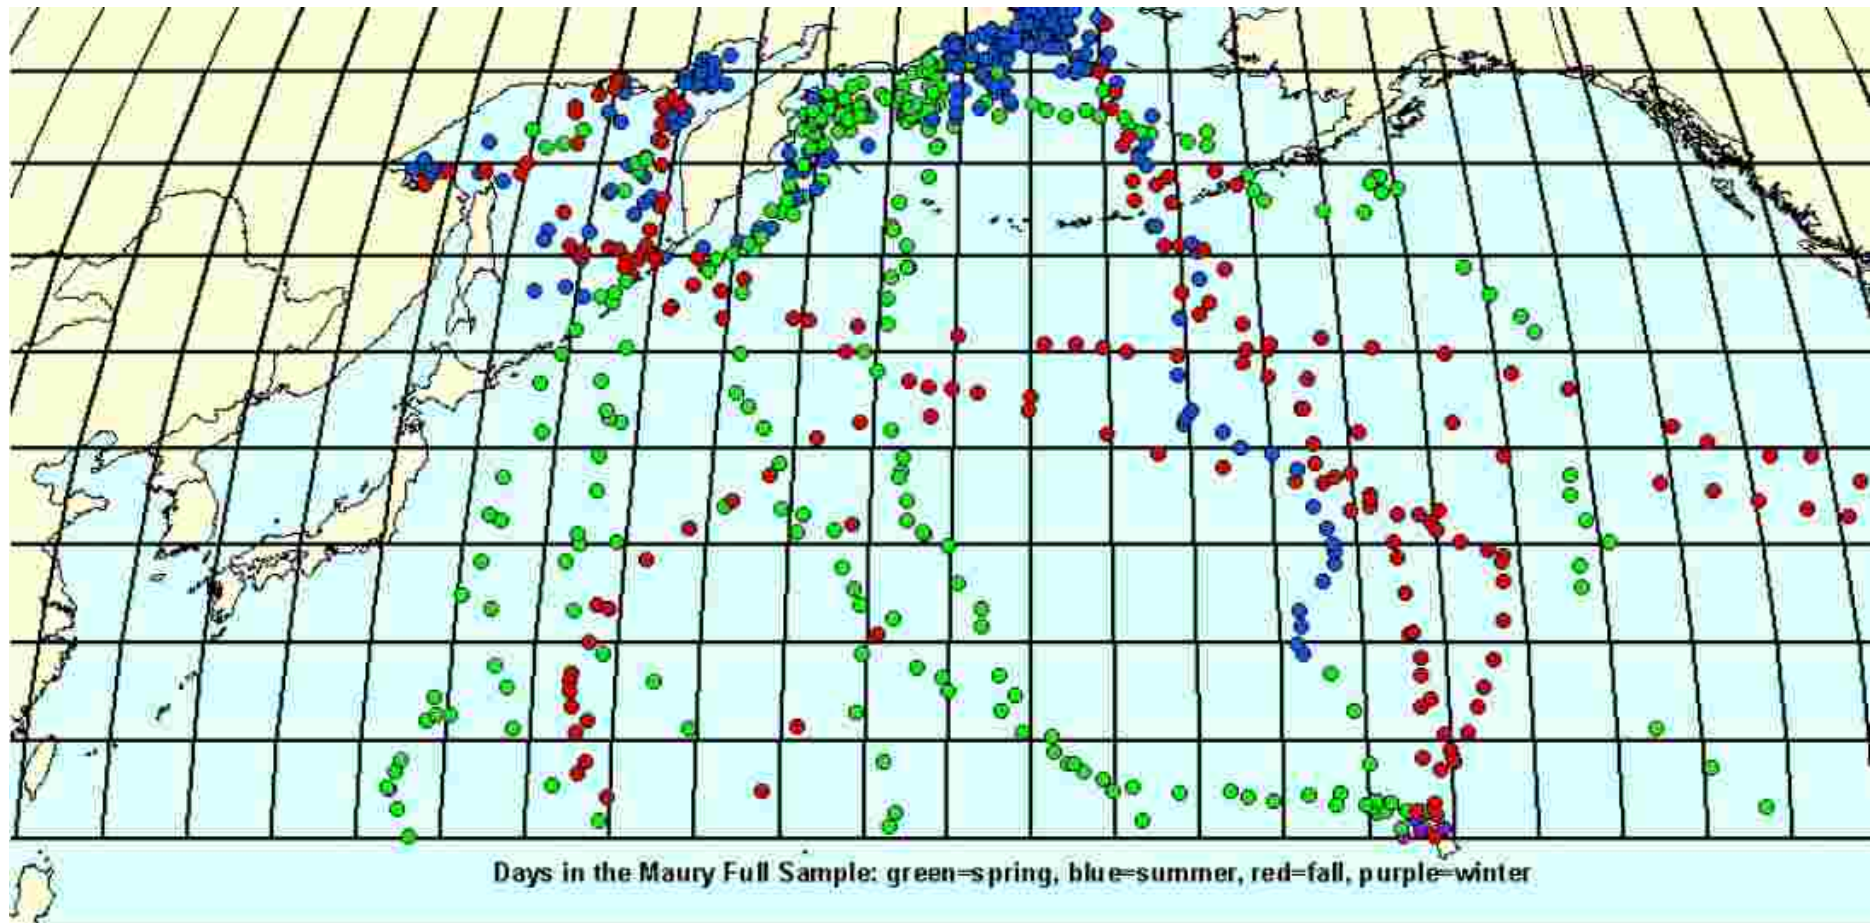 Days in the Maury Full Sample: green=spring, blue=summer, red=fall, purple=winter